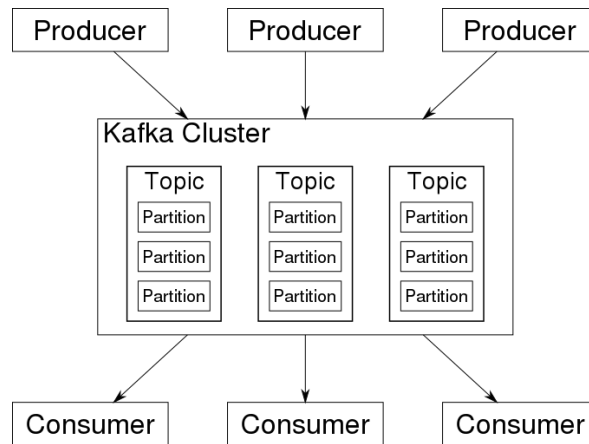 Producer Producer Producer
Kafka Cluster
Topic Topic Topic
Partition Partition Partition
Partition Partition Partition
Partition Partition Partition
Consumer Consumer Consumer